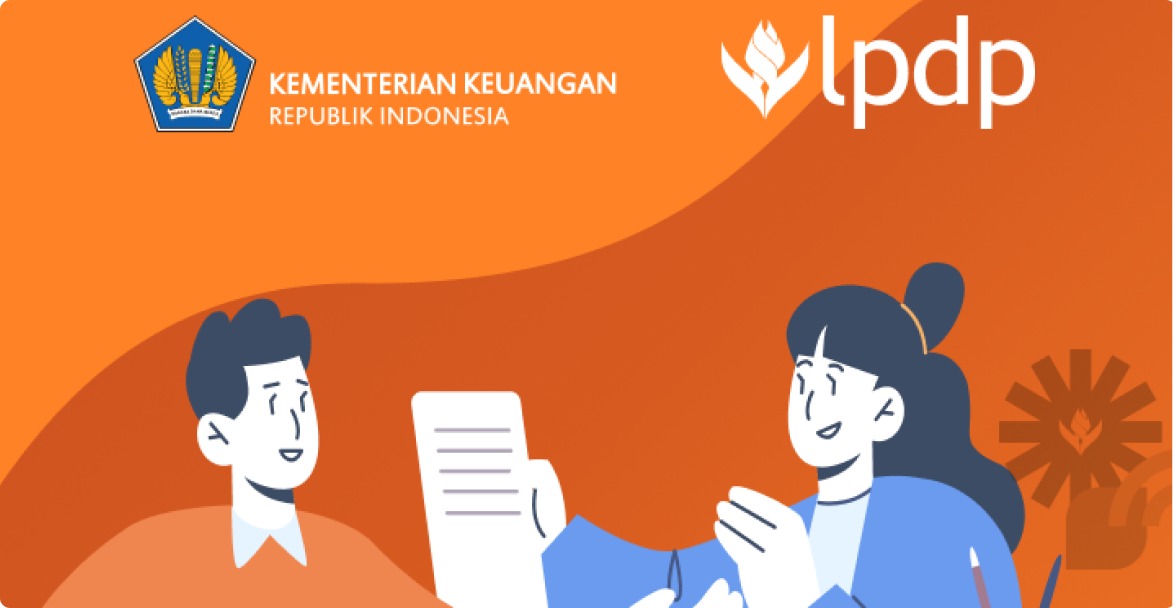 KEMENTERIAN KEUANGAN
REPUBLIK INDONESIA
lpdp